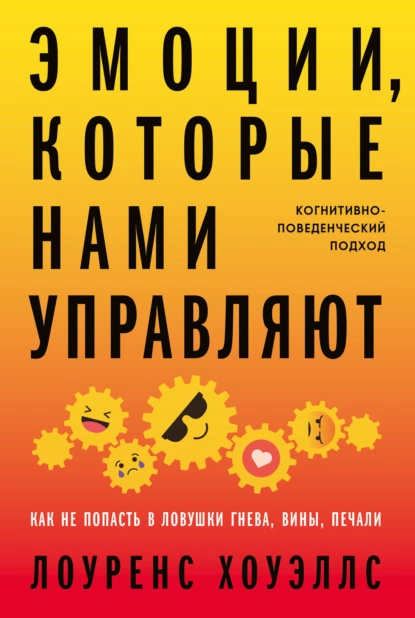 ЭМОЦИИ,
КОТОРЫЕ
НАМИ
КОГНИТИВНО-
ПОВЕДЕНЧЕСКИЙ
ПОДХОД
УПРАВЛЯЮТ
КАК НЕ ПОПАСТЬ В ЛОВУШКИ ГНЕВА, ВИНЫ, ПЕЧАЛИ
ЛОУРЕНС ХОУЭЛЛС